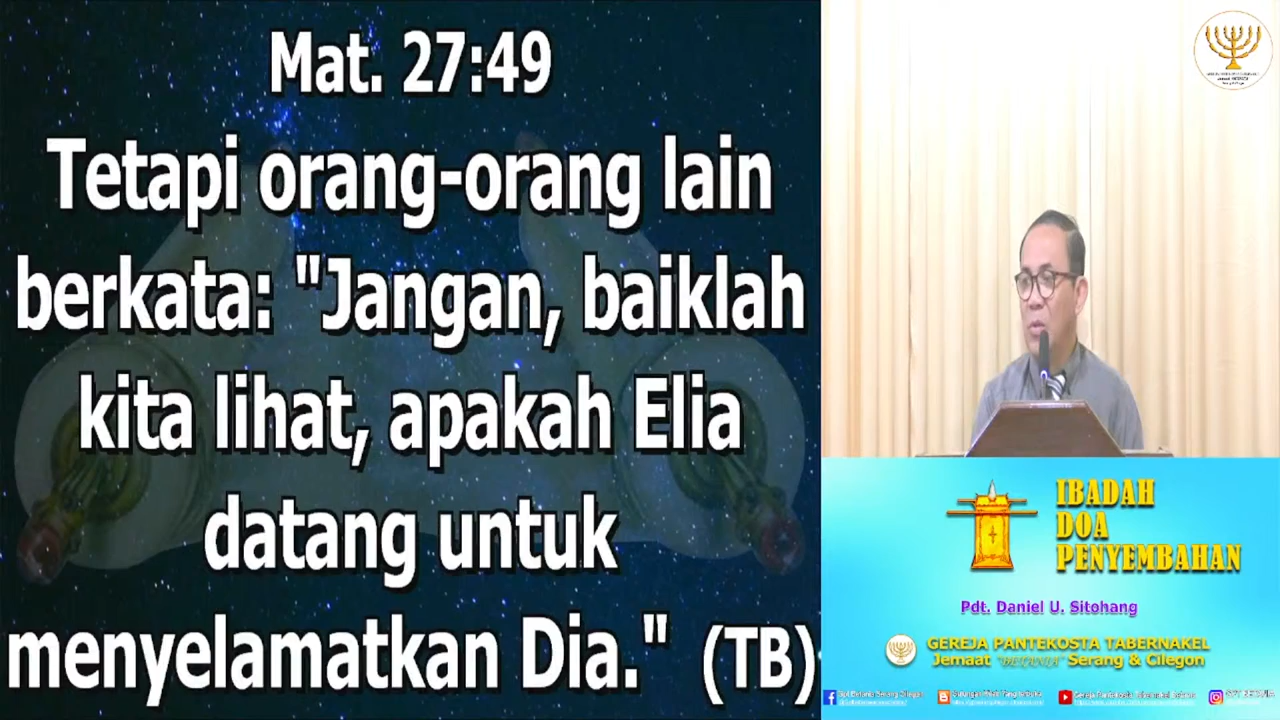 Mat. 27:49
Tetapi orang-orang lain
berkata: "Jangan, baiklah
kita lihat, apakah Elia
datang untuk
menyelamatkan Dia." (TB)
IBADAH
DOA
PENYEMBAHAN
Pdt. Daniel U. Sitohang
GEREJA PANTEKOSTA TABERNAKEL
Jemaat "BETANIA" Serang & Cilegon